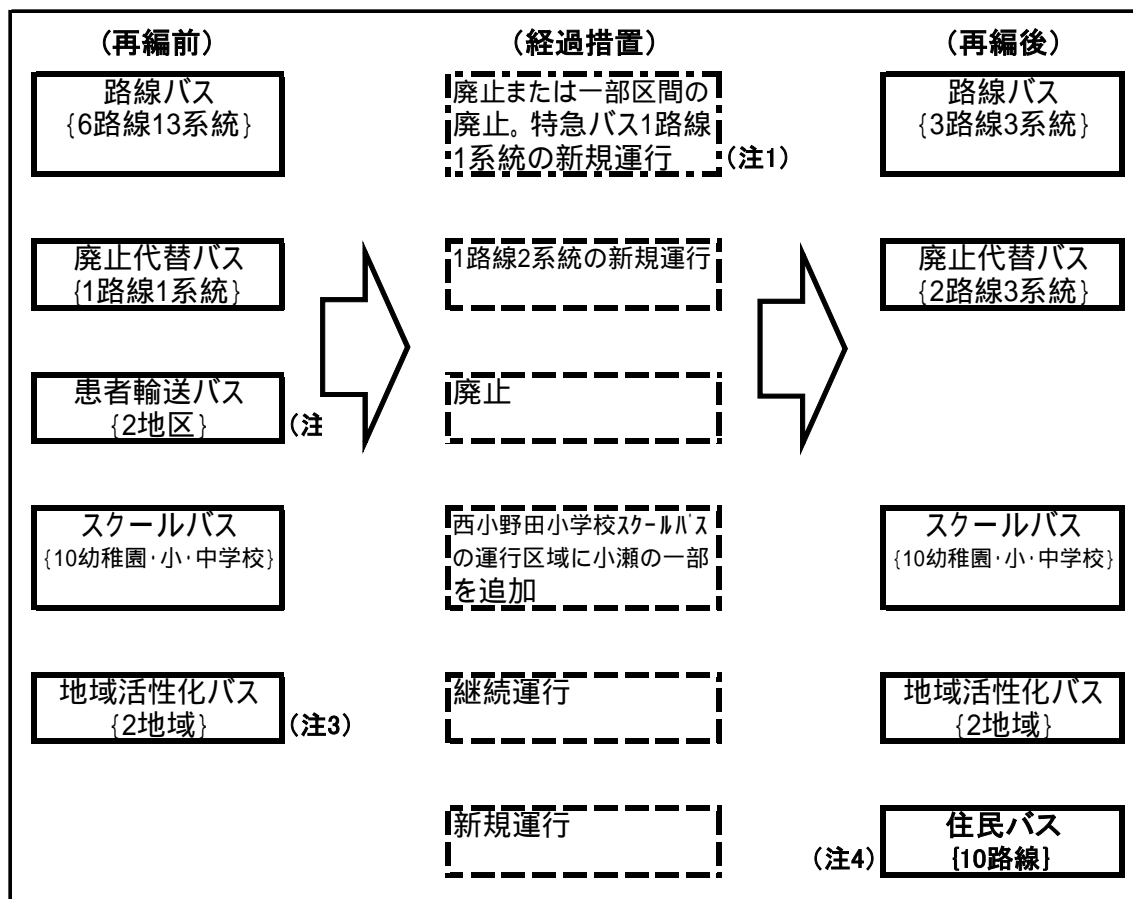 (再編前)
(経過措置)
(再編後)
路線バス
{6路線13系統}
廃止または一部区間の
廃止。特急バス1路線
1系統の新規運行
(注1)
路線バス
{3路線3系統}
廃止代替バス
{1路線1系統}
1路線2系統の新規運行
廃止代替バス
{2路線3系統}
患者輸送バス
{2地区}
(注
廃止
スクールバス
{10幼稚園・小・中学校}
西小野田小学校スクールバス
の運行区域に小瀬の一部
を追加
スクールバス
{10幼稚園・小・中学校}
地域活性化バス
{2地域}
(注3)
継続運行
地域活性化バス
{2地域}
新規運行
(注4)
住民バス
{10路線}